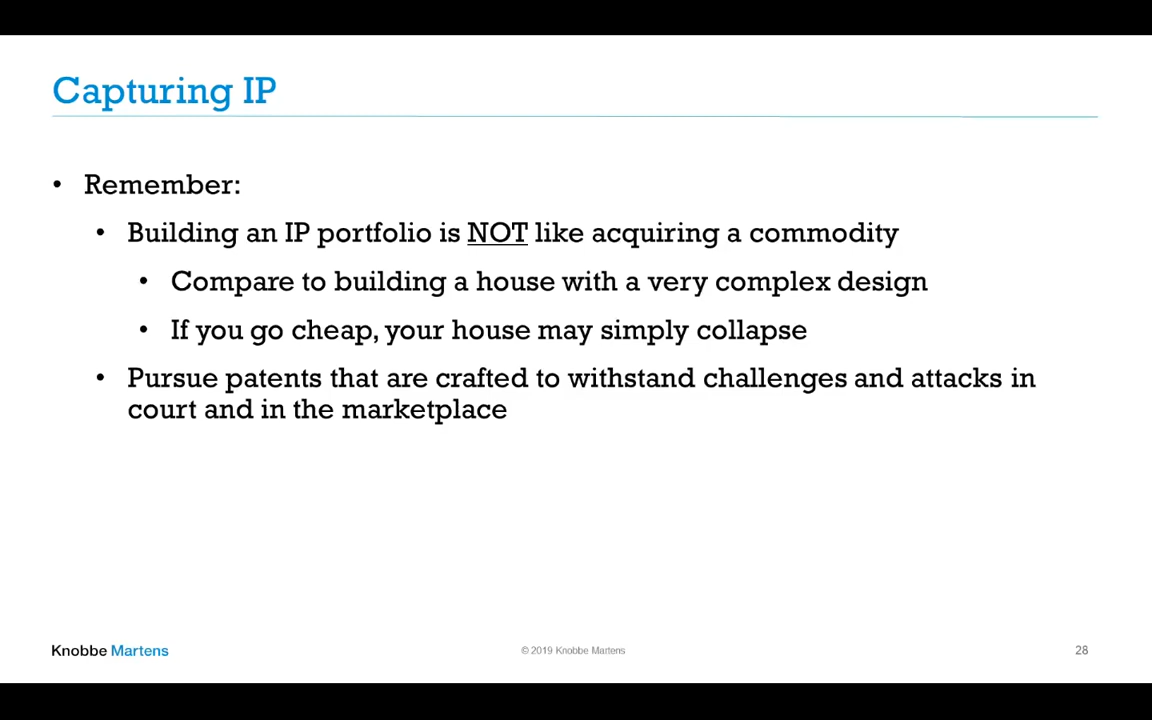 Capturing IP
• Remember:
• Building an IP portfolio is NOT like acquiring a commodity
• Compare to building a house with a very complex design
• If you go cheap, your house may simply collapse
• Pursue patents that are crafted to withstand challenges and attacks in
court and in the marketplace
Knobbe Martens
© 2019 Knobbe Martens
28